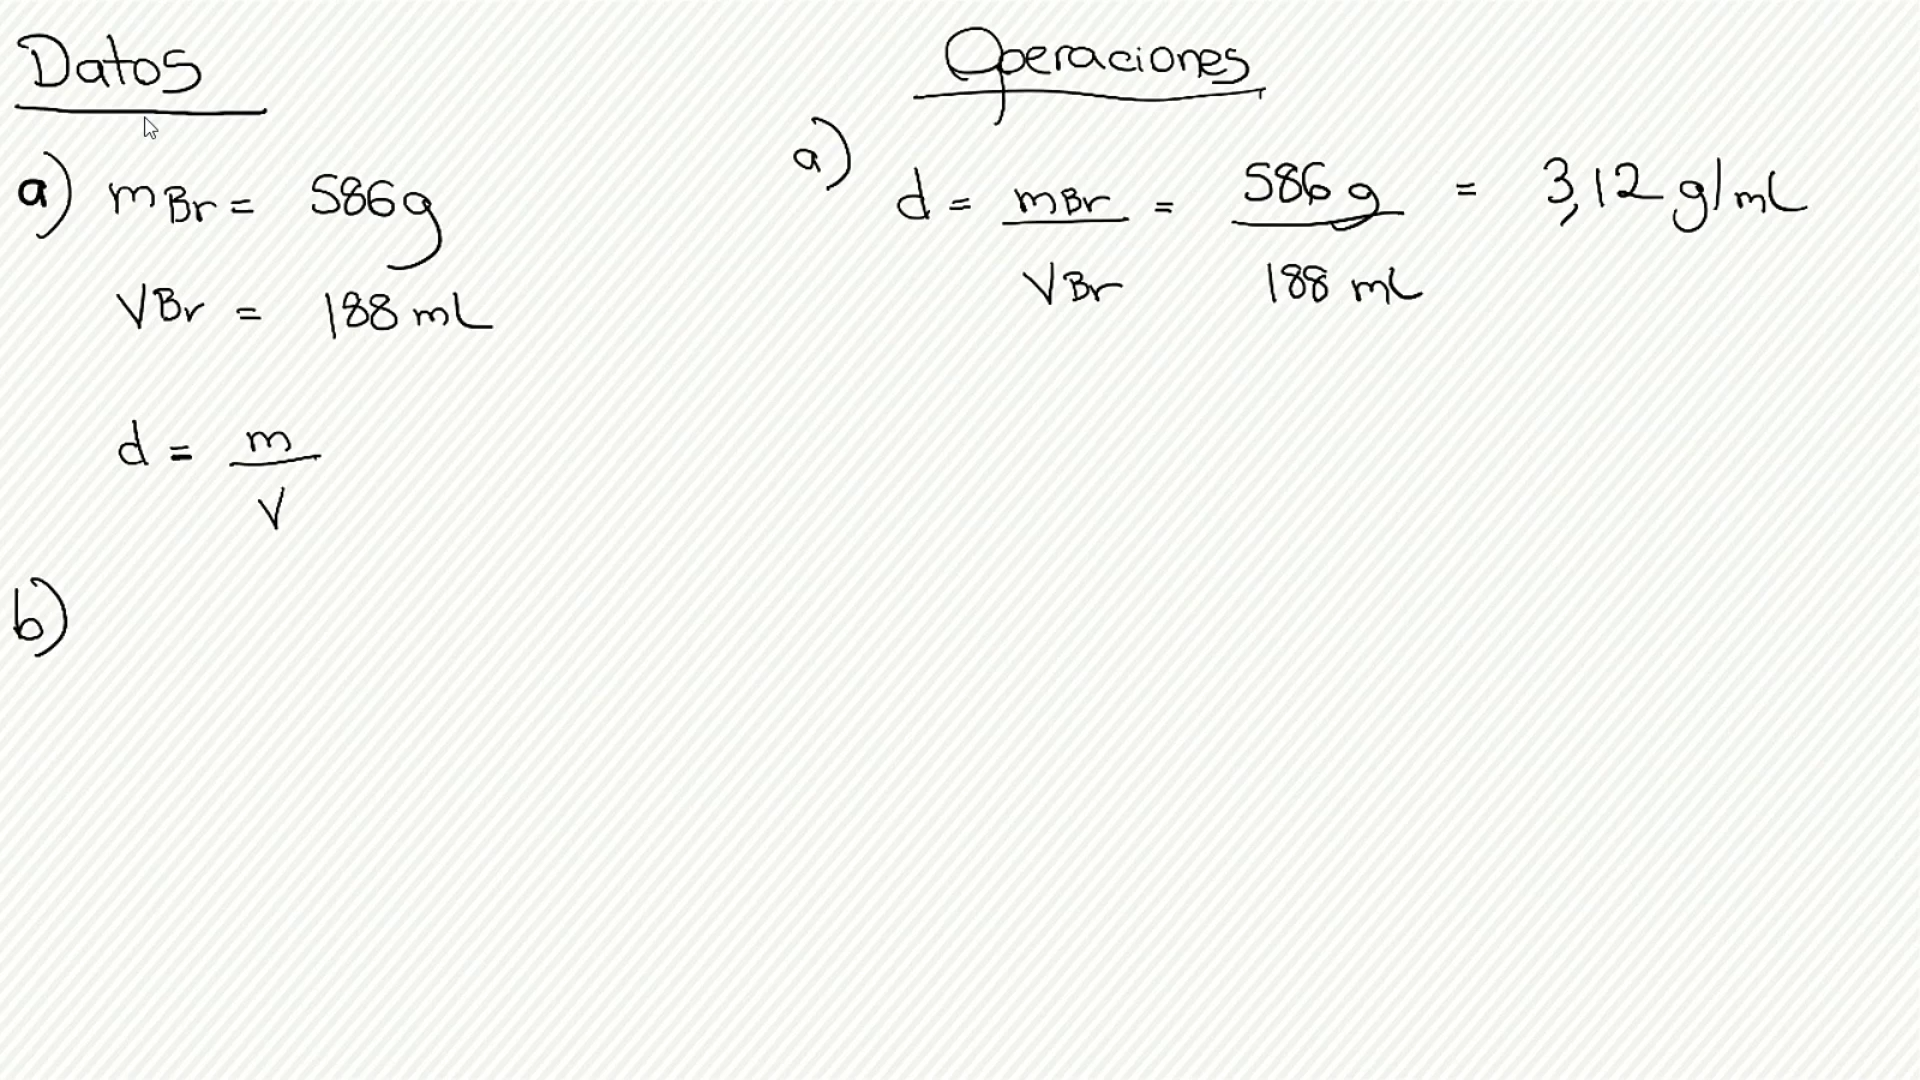 Datos
a) mBr = 586g
VBr = 188 mL
d = m
V
b)
Operaciones
a)
d = mBr = 586 g = 3,12 g/mL
VBr 188 mL